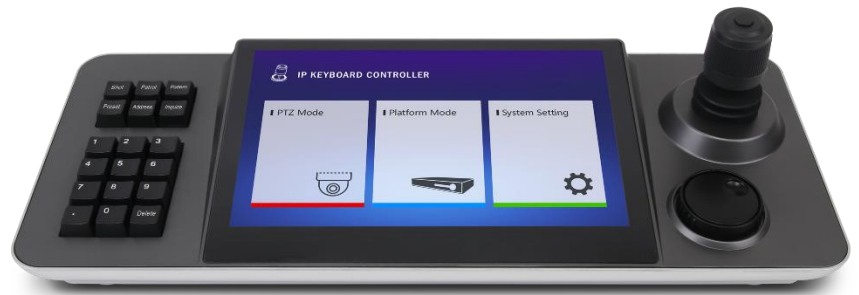 IP KEYBOARD CONTROLLER
PTZ Mode
Platform Mode
System Setting
Shut Patrol Pattern
Preset Address Inquire
1 2 3
4 5 6
7 8 9
. 0 Delete